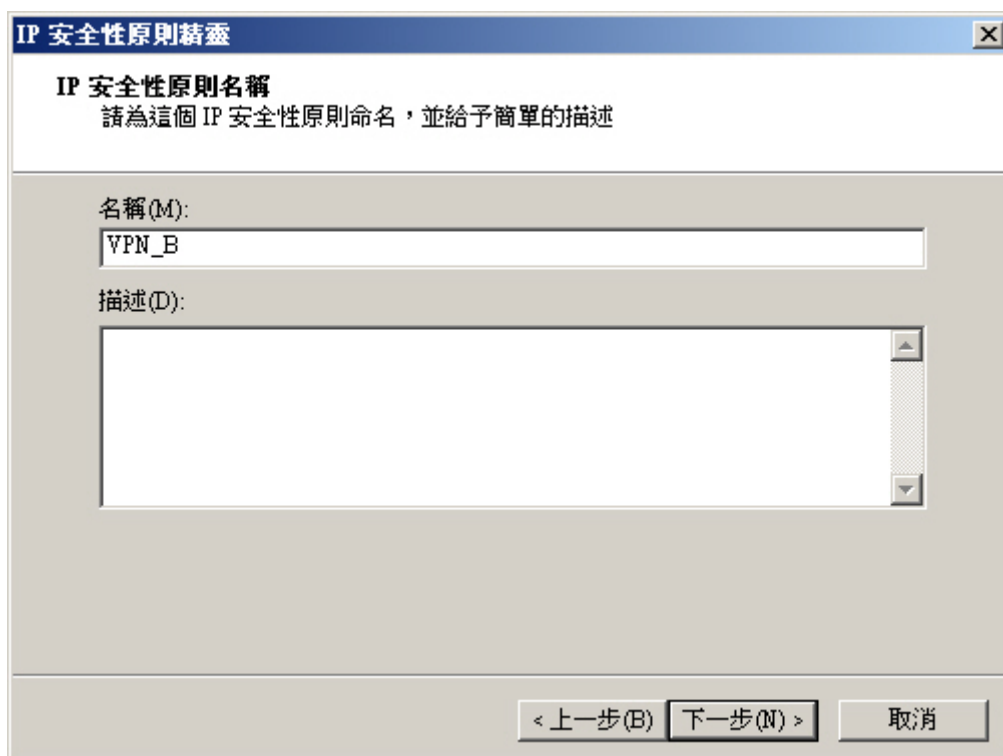 IP 安全性原則精靈
IP 安全性原則名稱
請為這個 IP 安全性原則命名，並給予簡單的描述
名稱(M):
VPN_B
描述(D):
< 上一步(B) 下一步(N) > 取消